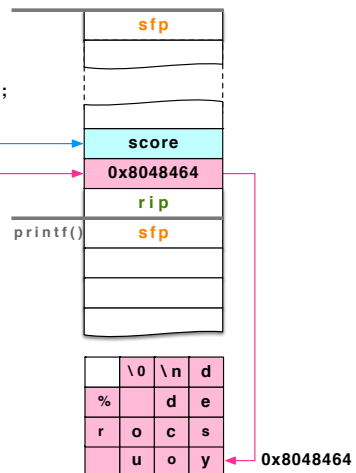 sfp
;
score
0x8048464
rip
printf() sfp
\0 \n d
% d e
r o c s
u o y 0x8048464